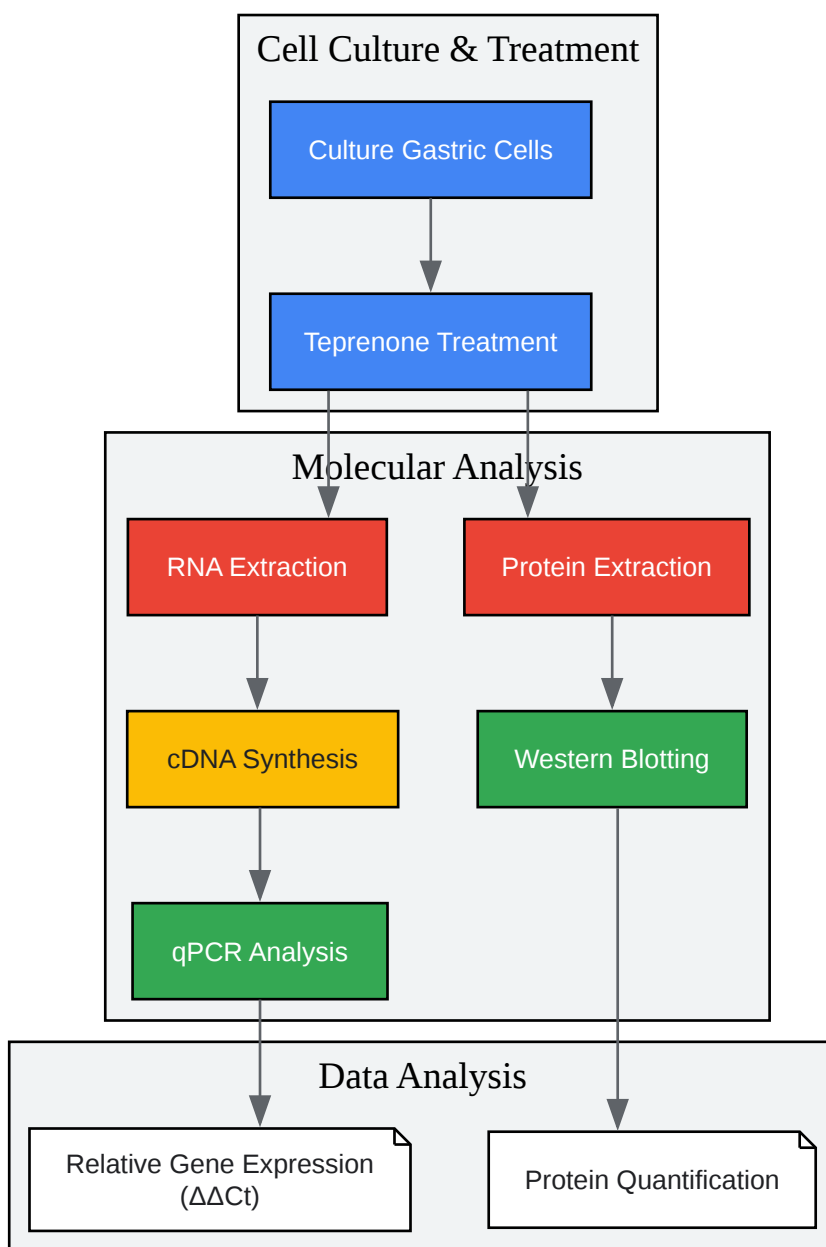 Cell Culture & Treatment
Culture Gastric Cells
Teprenone Treatment
Molecular Analysis
RNA Extraction
Protein Extraction
cDNA Synthesis
Western Blotting
qPCR Analysis
Data Analysis
Relative Gene Expression
(ΔΔCt)
Protein Quantification